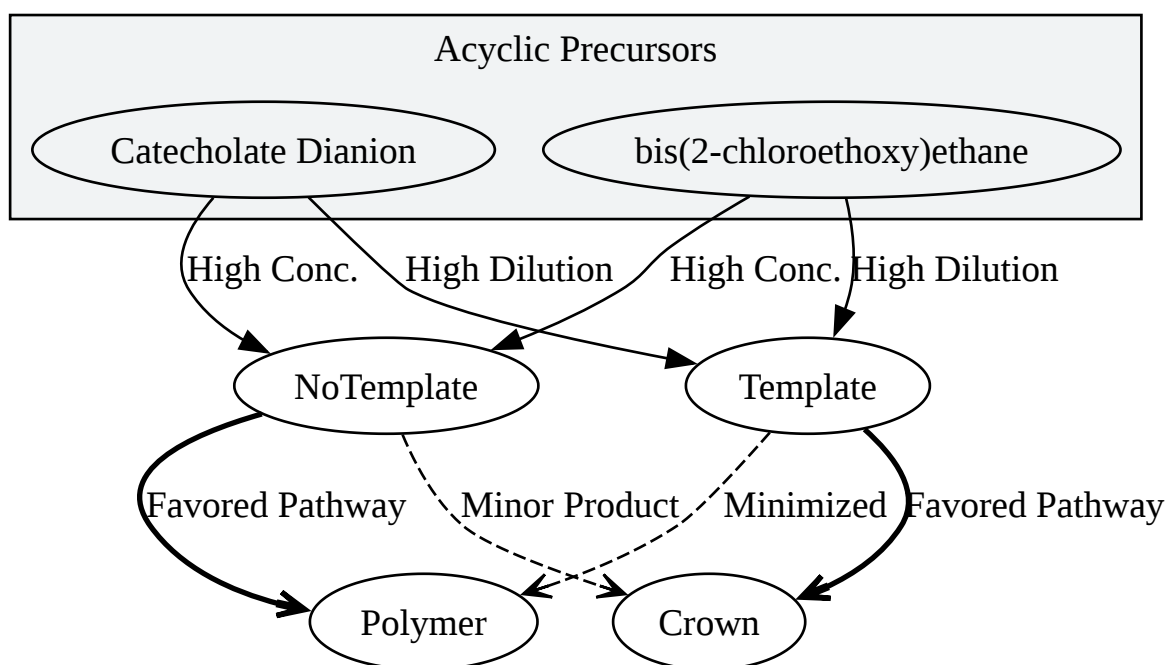 Acyclic Precursors
Catecholate Dianion
bis(2-chloroethoxy)ethane
High Conc.
High Dilution
High Conc.
High Dilution
NoTemplate
Template
Favored Pathway
Minor Product
Minimized
Favored Pathway
Polymer
Crown